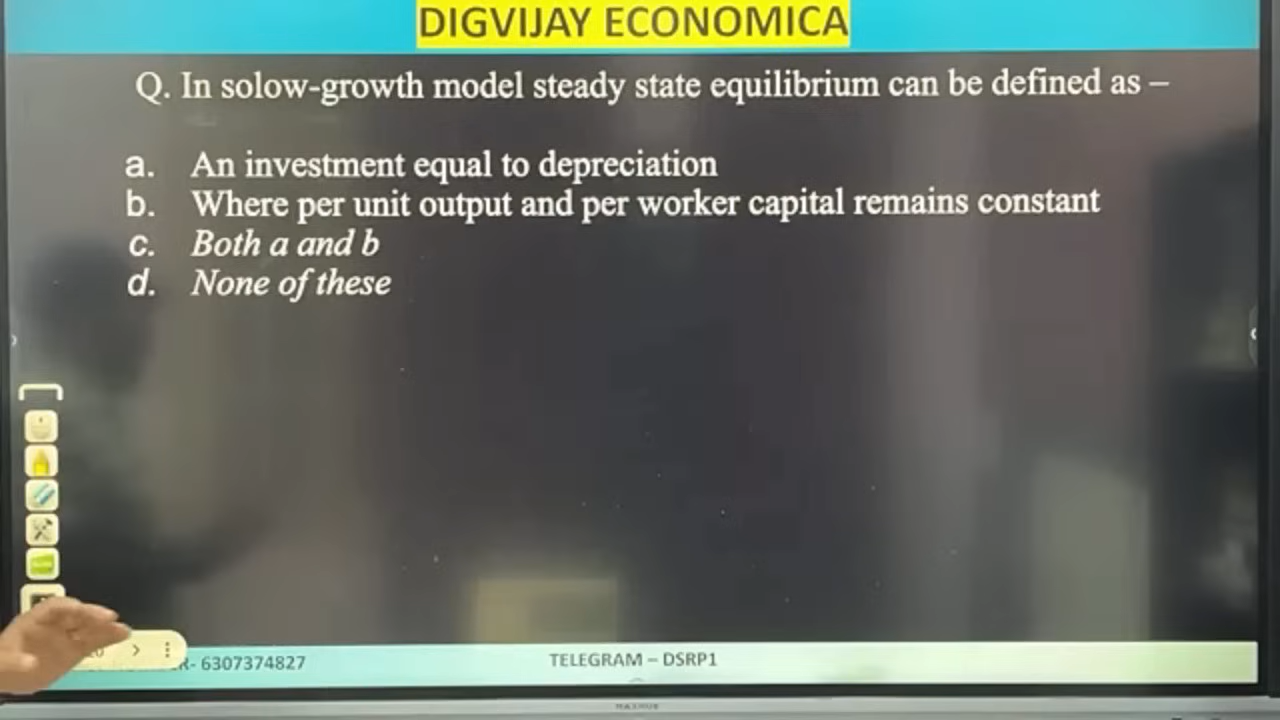 DIGVIJAY ECONOMICA
Q. In solow-growth model steady state equilibrium can be defined as –
a. An investment equal to depreciation
b. Where per unit output and per worker capital remains constant
c. Both a and b
d. None of these
R- 6307374827
TELEGRAM – DSRP1
MAXHUB